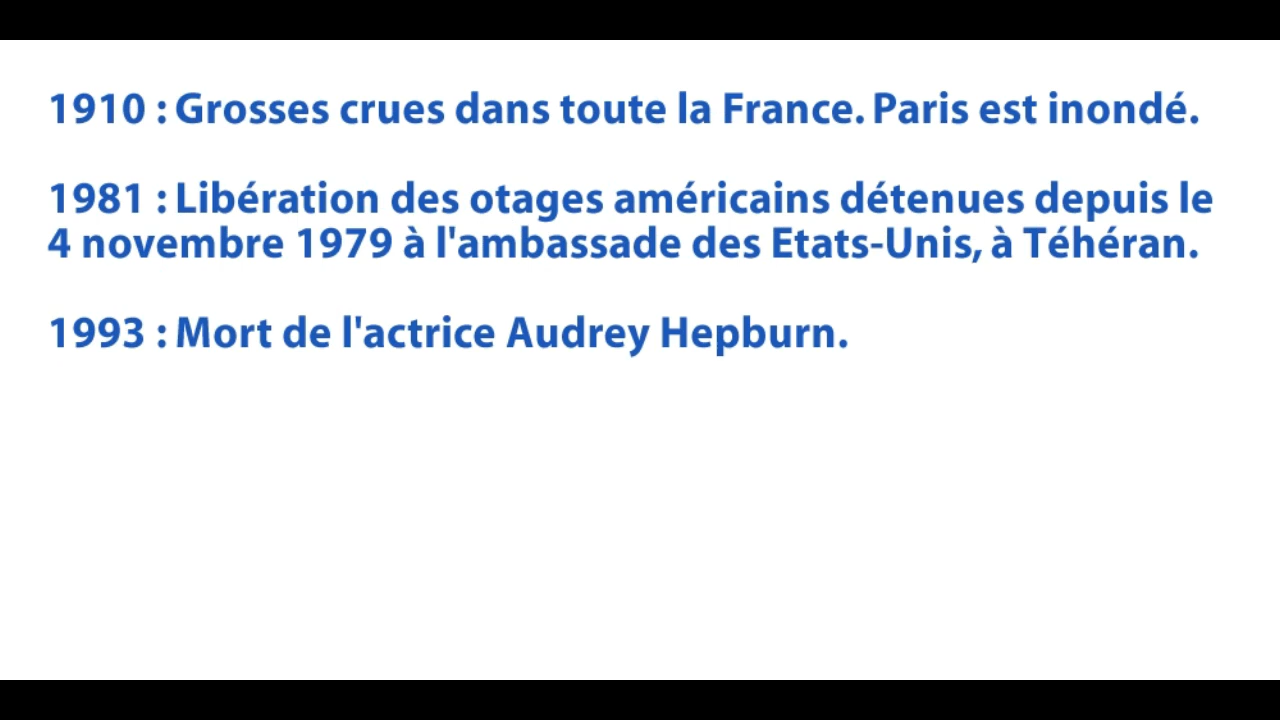 1910 : Grosses crues dans toute la France. Paris est inondé.
1981 : Libération des otages américains détenues depuis le
4 novembre 1979 à l'ambassade des Etats-Unis, à Téhéran.
1993 : Mort de l'actrice Audrey Hepburn.